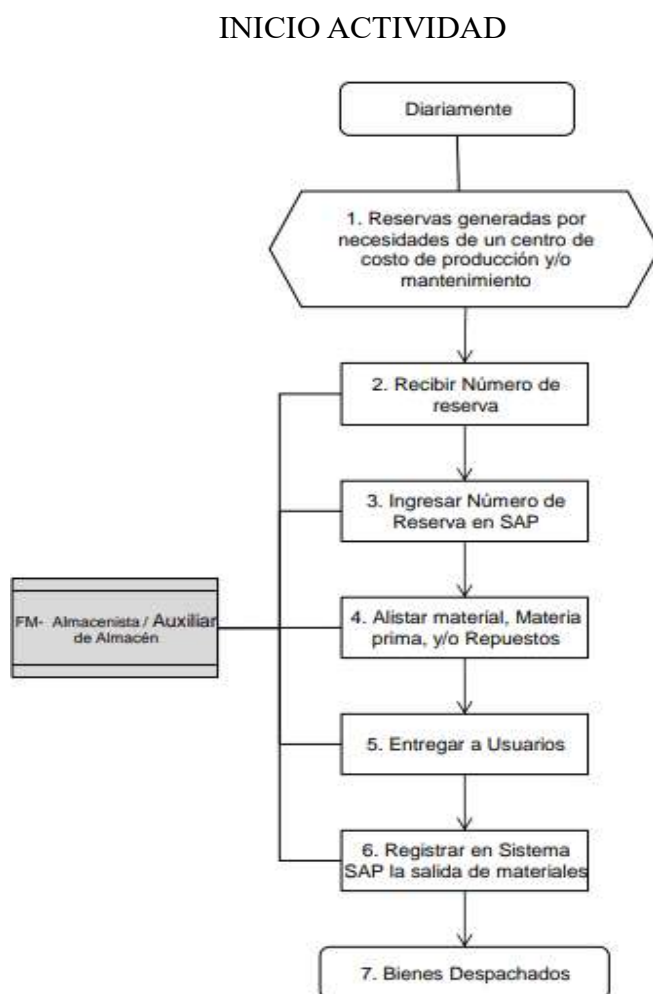 INICIO ACTIVIDAD
Diariamente
1. Reservas generadas por
necesidades de un centro de
costo de producción y/o
mantenimiento
2. Recibir Número de
reserva
3. Ingresar Número de
Reserva en SAP
FM- Almacenista / Auxiliar
de Almacén
4. Alistar material, Materia
prima, y/o Repuestos
5. Entregar a Usuarios
6. Registrar en Sistema
SAP la salida de materiales
7. Bienes Despachados